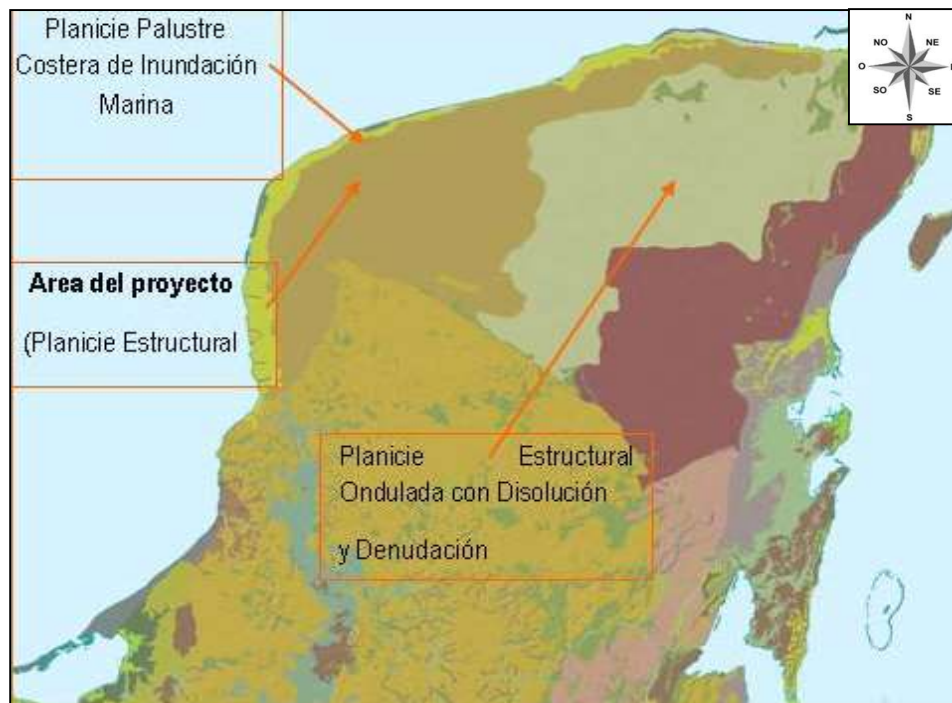 Planicie Palustre
Costera de Inundación
Marina
N
NO NE
O E
SO SE
S
Area del proyecto
(Planicie Estructural
Planicie Estructural
Ondulada con Disolución
y Denudación